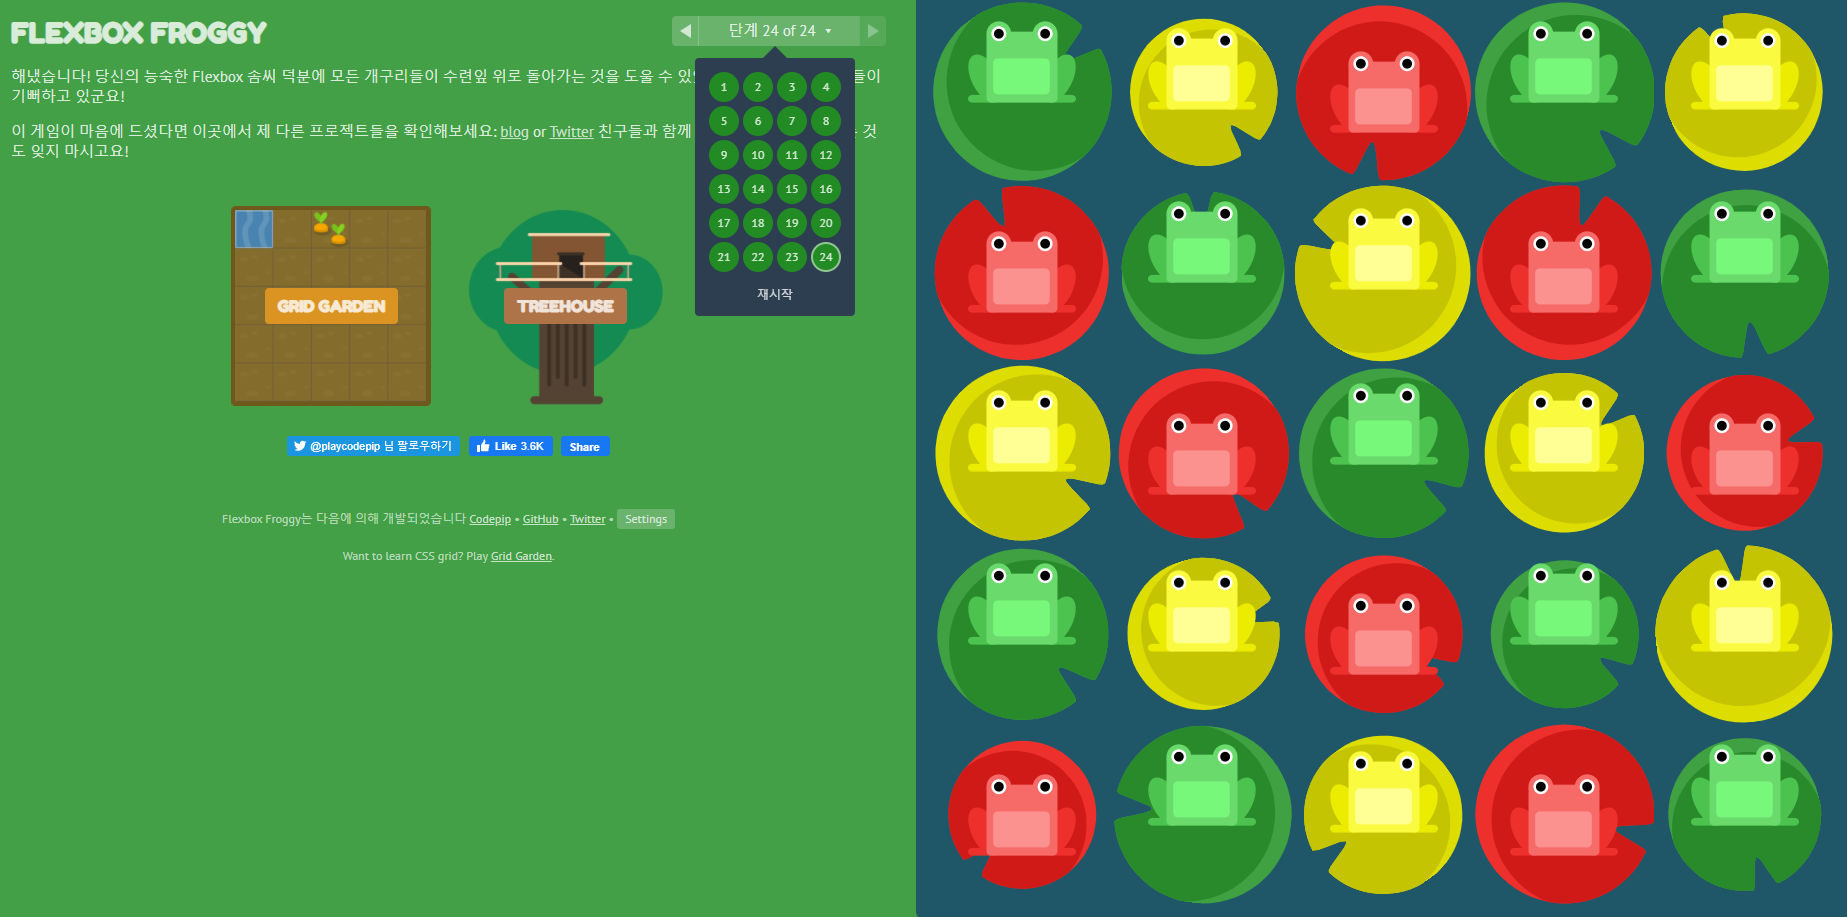 FLEXBOX FROGGY
단계 24 of 24
해냈습니다! 당신의 능숙한 Flexbox 솜씨 덕분에 모든 개구리들이 수련잎 위로 돌아가는 것을 도울 수 있 들이
기뻐하고 있군요!
이 게임이 마음에 드셨다면 이곳에서 제 다른 프로젝트들을 확인해보세요: blog or Twitter 친구들과 함께 것
도 잊지 마시고요!
1 2 3 4
5 6 7 8
9 10 11 12
13 14 15 16
17 18 19 20
21 22 23 24
재시작
GRID GARDEN
TREEHOUSE
@playcodepip 님 팔로우하기 Like 3.6K Share
Flexbox Froggy는 다음에 의해 개발되었습니다 Codepip • GitHub • Twitter • Settings
Want to learn CSS grid? Play Grid Garden.